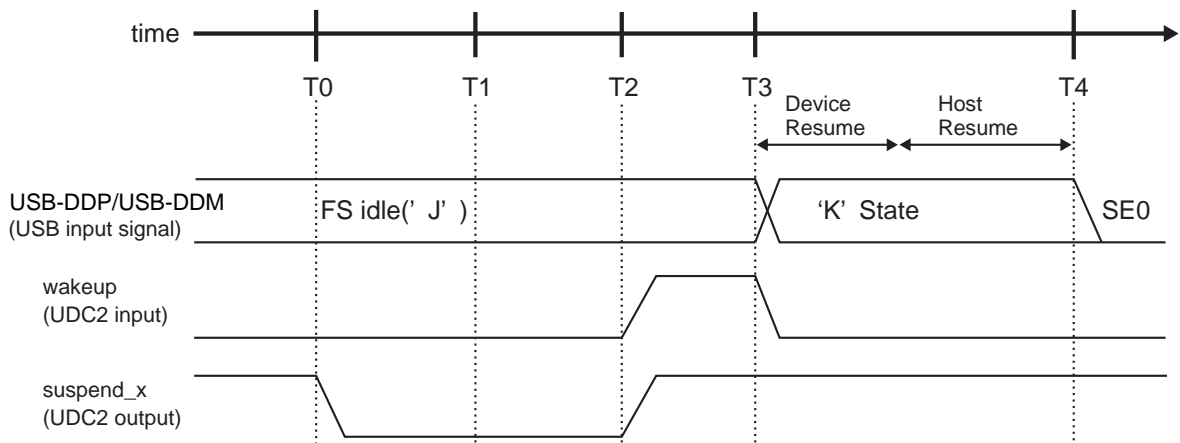 time
T0
T1
T2
T3
T4
Device
Resume
Host
Resume
USB-DDP/USB-DDM
(USB input signal)
FS idle(’ J’ )
‘K’ State
SE0
wakeup
(UDC2 input)
suspend_x
(UDC2 output)